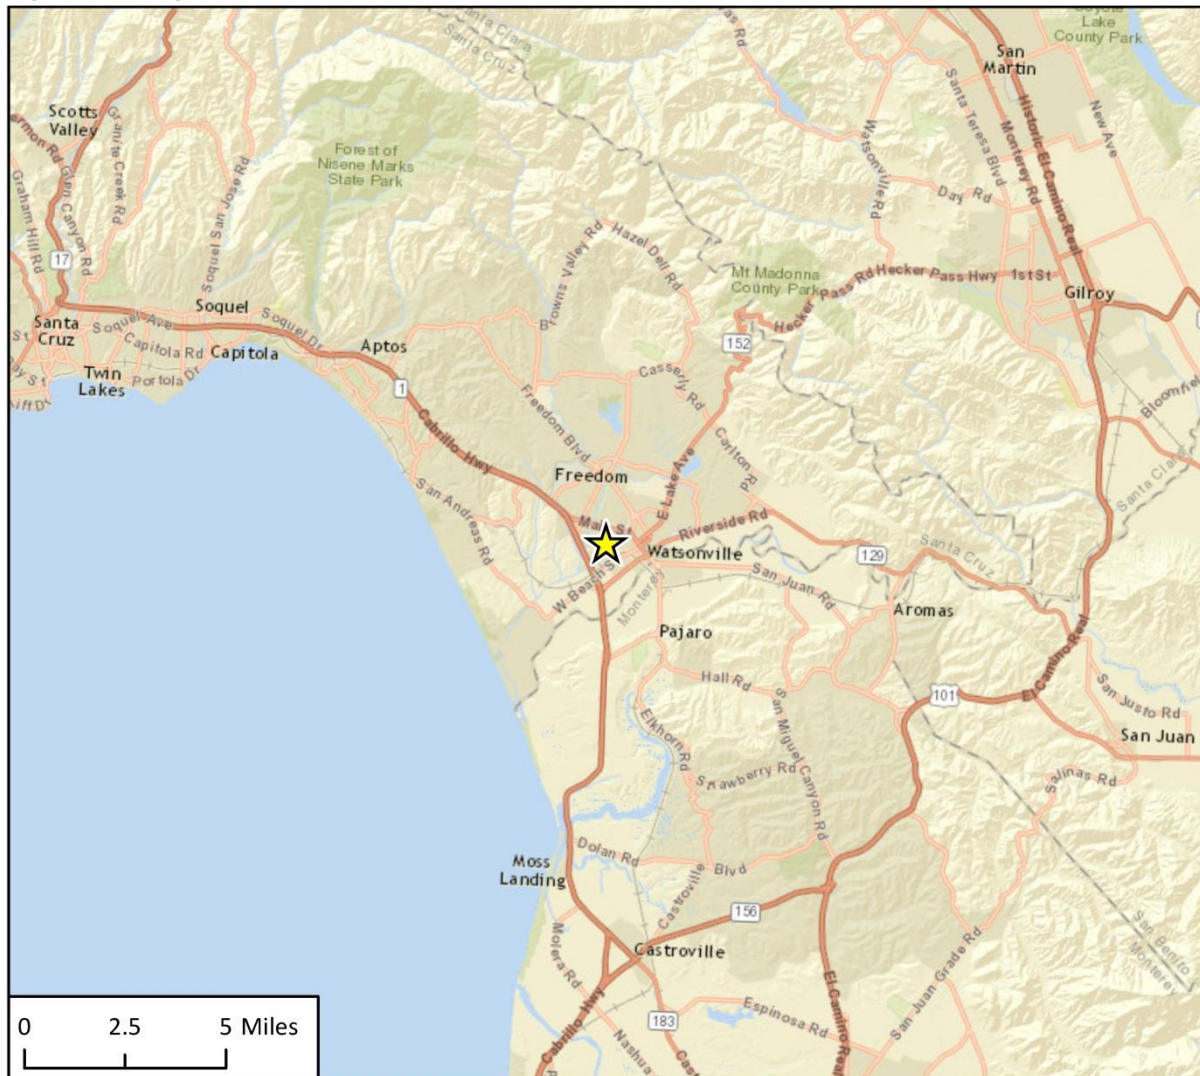 Santa Clara
Santa Cruz
Coyote
Lake
County Park
San
Martin
Scotts
Valley
Granite Creek Rd
Glen Canyon Rd
Graham Hill Rd
Soquel San Jose Rd
Forest of
Nisene Marks
State Park
Watsonville Rd
Santa Teresa Blvd
Monterey Rd
Historic El Camino Real
New Ave
Day Rd
17
Browns Valley Rd
Hazel Dell Rd
Mt Madonna
County Park
Hecker Pass Rd
Hecker Pass Hwy
1st St
Gilroy
Santa
Cruz
Soquel Ave
Soquel
Soquel Dr
Capitola Rd
Capitola
Aptos
Twin
Lakes
Portola Dr
152
1
Casserly Rd
Freedom Blvd
Cabrillo Hwy
Carlton Rd
E Lake Ave
Freedom
San Andreas Rd
Main St
Riverside Rd
Watsonville
W Beach St
Monterey
San Juan Rd
129
Santa Cruz
Santa Clara
Aromas
Pajaro
Hall Rd
101
El Camino Real
San Justo Rd
San Juan
Elkhorn Rd
San Miguel Canyon Rd
Strawberry Rd
Salinas Rd
Moss
Landing
Dolan Rd
Castroville Blvd
156
Castroville
Molera Rd
Cabrillo Hwy
183
Espinosa Rd
El Camino Real
San Juan Grade Rd
San Benito
Monterey
Nashua
0 2.5 5 Miles